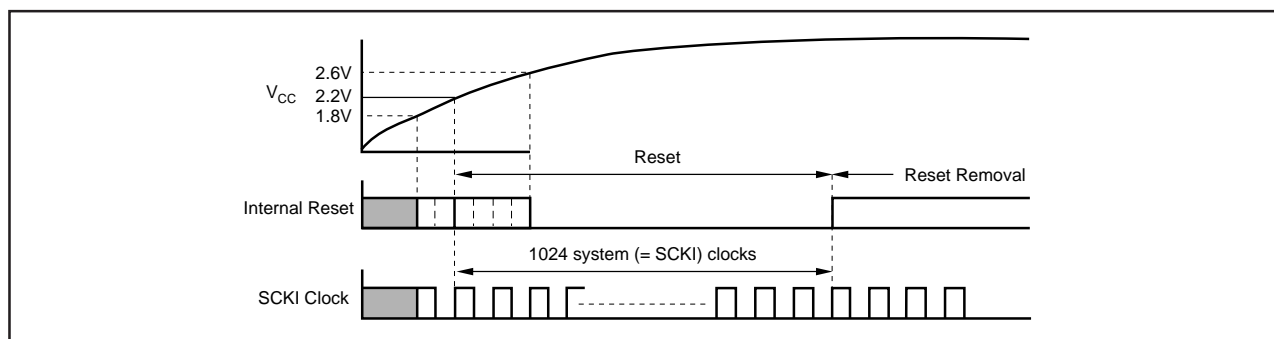 2.6V
V_CC 2.2V
1.8V
Reset
Reset Removal
Internal Reset
1024 system (= SCKI) clocks
SCKI Clock